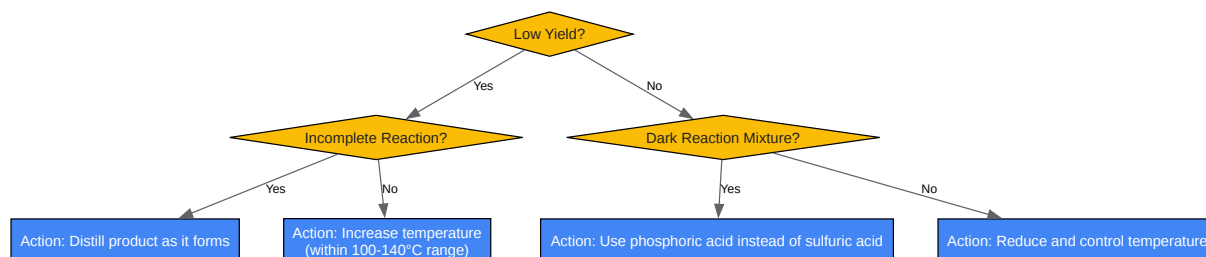 Low Yield?
Yes
No
Incomplete Reaction?
Dark Reaction Mixture?
Yes
No
Yes
No
Action: Distill product as it forms
Action: Increase temperature
(within 100-140°C range)
Action: Use phosphoric acid instead of sulfuric acid
Action: Reduce and control temperature